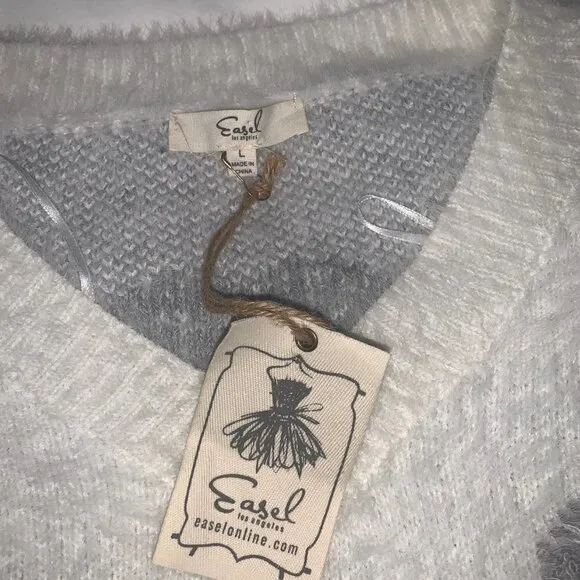 Easel
los angeles
L
MADE IN
CHINA
Easel
los angeles
easelonline.com